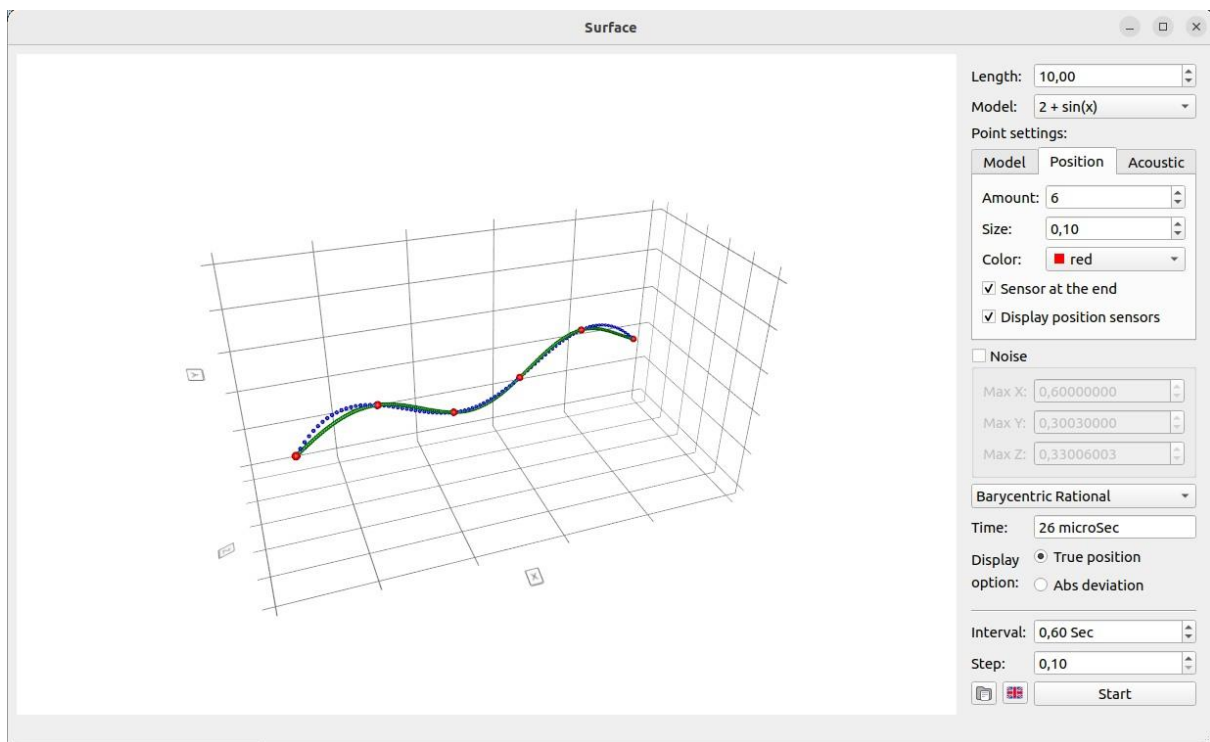 Surface
Length: 10,00
Model: 2 + sin(x)
Point settings:
Model Position Acoustic
Amount: 6
Size: 0,10
Color: red
Sensor at the end
Display position sensors
Noise
Max X: 0,60000000
Max Y: 0,30030000
Max Z: 0,33006003
Barycentric Rational
Time: 26 microSec
Display option: True position
Abs deviation
Interval: 0,60 Sec
Step: 0,10
Start
Y
X